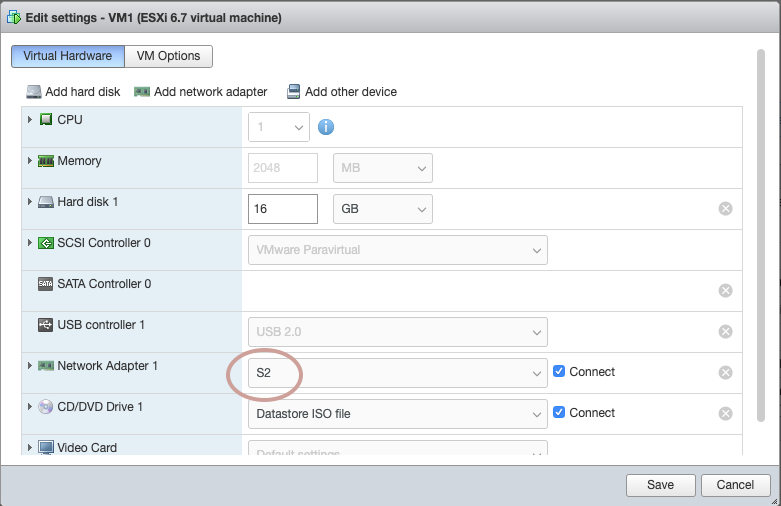 Edit settings - VM1 (ESXi 6.7 virtual machine)
Virtual Hardware VM Options
Add hard disk Add network adapter Add other device
CPU 1 i
Memory 2048 MB
Hard disk 1 16 GB
SCSI Controller 0 VMware Paravirtual
SATA SATA Controller 0
USB controller 1 USB 2.0
Network Adapter 1 S2 Connect
CD/DVD Drive 1 Datastore ISO file Connect
Video Card Default settings
Save Cancel